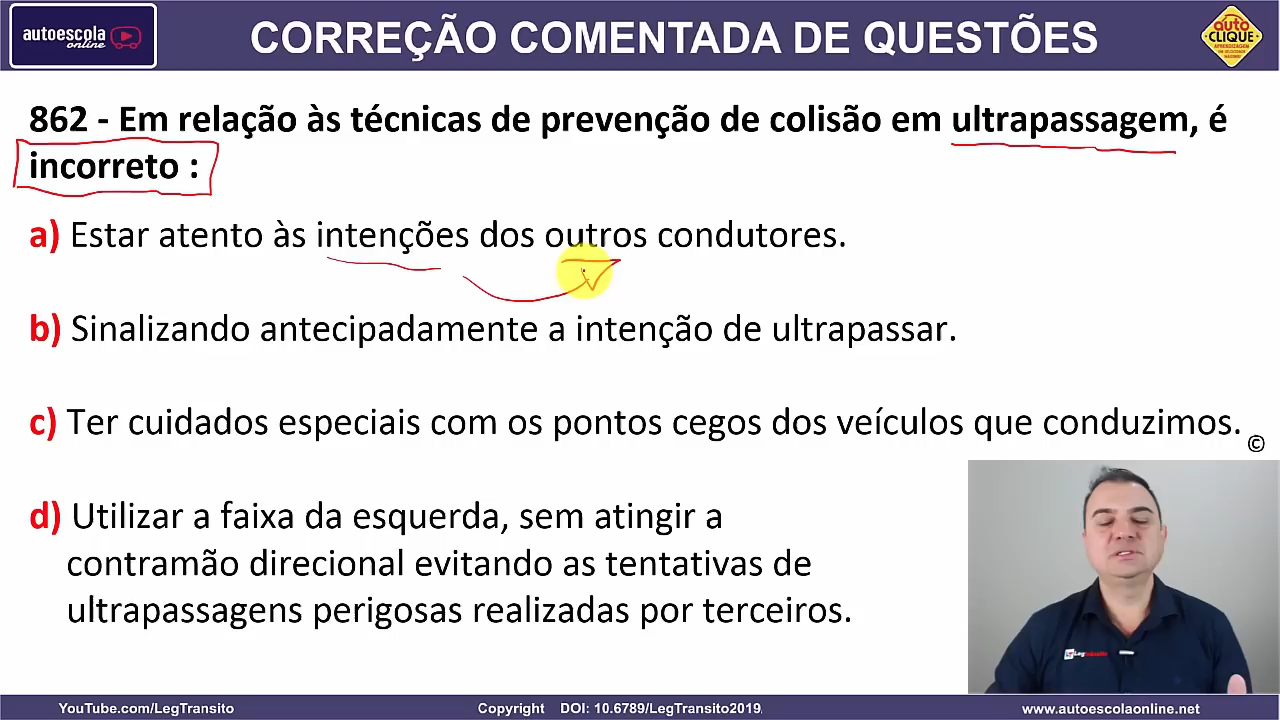 autoescola
online
CORREÇÃO COMENTADA DE QUESTÕES
auto
CLIQUE
862 - Em relação às técnicas de prevenção de colisão em ultrapassagem, é
incorreto :
a) Estar atento às intenções dos outros condutores.
b) Sinalizando antecipadamente a intenção de ultrapassar.
c) Ter cuidados especiais com os pontos cegos dos veículos que conduzimos.
©
d) Utilizar a faixa da esquerda, sem atingir a
contramão direcional evitando as tentativas de
ultrapassagens perigosas realizadas por terceiros.
YouTube.com/LegTransito
Copyright DOI: 10.6789/LegTransito2019
www.autoescolaonline.net